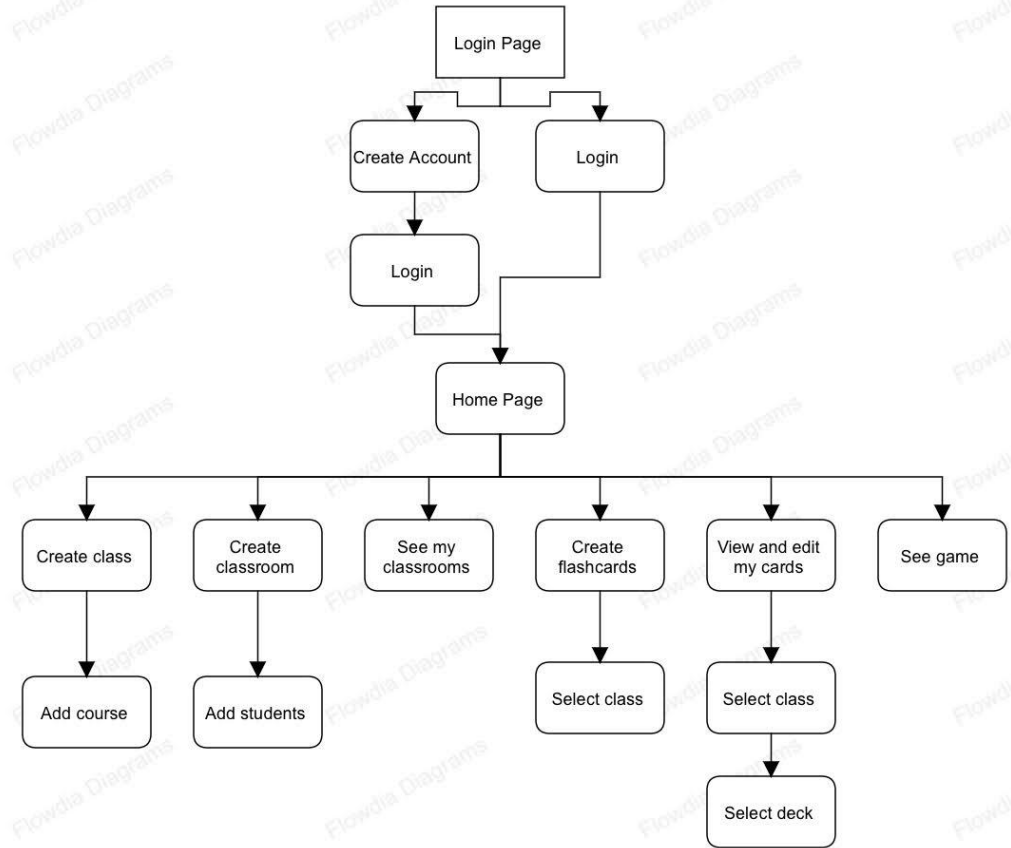 Login Page
Create Account
Login
Login
Home Page
Create class
Create
classroom
See my
classrooms
Create
flashcards
View and edit
my cards
See game
Add course
Add students
Select class
Select class
Select deck
Flowdia Diagrams